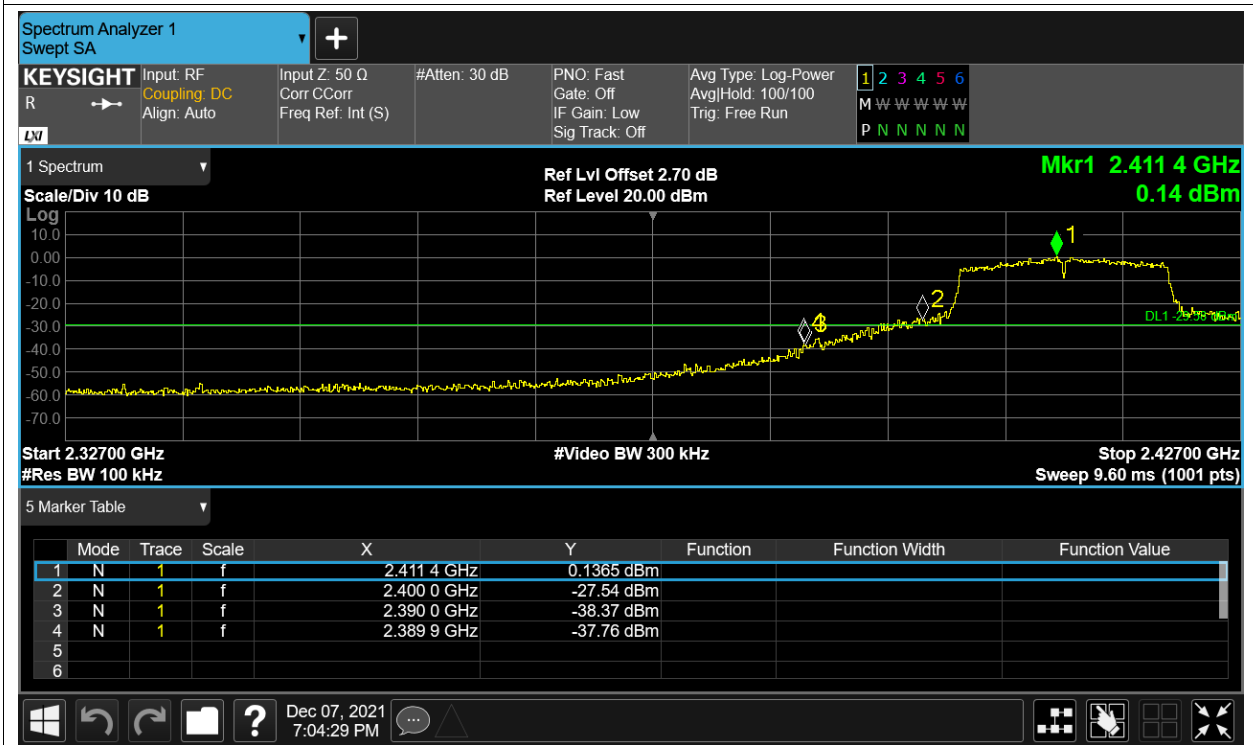 Spectrum Analyzer 1
Swept SA
KEYSIGHT Input: RF Input Z: 50 Ω #Atten: 30 dB PNO: Fast Avg Type: Log-Power 1 2 3 4 5 6
R Coupling: DC Corr CCorr Gate: Off Avg|Hold: 100/100 M W W W W W
Align: Auto Freq Ref: Int (S) IF Gain: Low Trig: Free Run
LXI Sig Track: Off P N N N N N
1 Spectrum Ref Lvl Offset 2.70 dB Mkr1 2.411 4 GHz
Scale/Div 10 dB Ref Level 20.00 dBm 0.14 dBm
Log
10.0
0.00
-10.0
-20.0
-30.0
-40.0
-50.0
-60.0
-70.0
1
2
DL1
Start 2.32700 GHz #Video BW 300 kHz Stop 2.42700 GHz
#Res BW 100 kHz Sweep 9.60 ms (1001 pts)
5 Marker Table
Mode Trace Scale X Y Function Function Width Function Value
1 N 1 f 2.411 4 GHz 0.1365 dBm
2 N 1 f 2.400 0 GHz -27.54 dBm
3 N 1 f 2.390 0 GHz -38.37 dBm
4 N 1 f 2.389 9 GHz -37.76 dBm
5
6
? Dec 07, 2021
7:04:29 PM